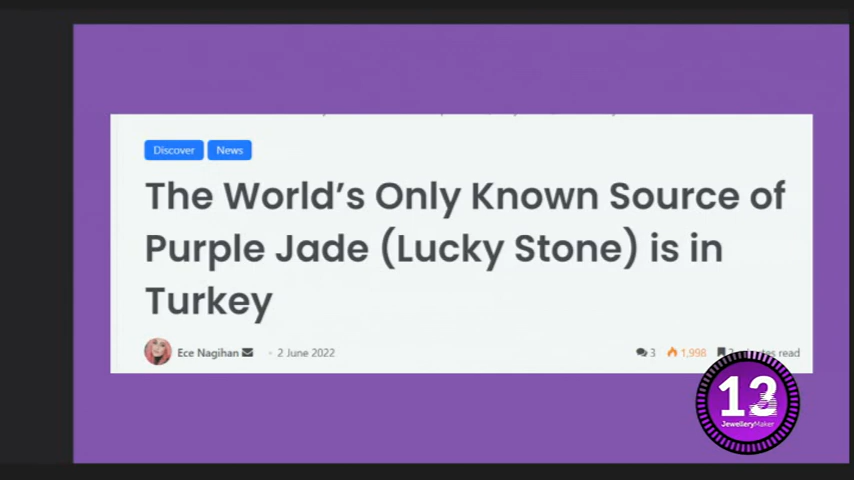 Discover News
The World's Only Known Source of
Purple Jade (Lucky Stone) is in
Turkey
Ece Nagihan 2 June 2022 3 1,998 read
13
JewelleryMaker